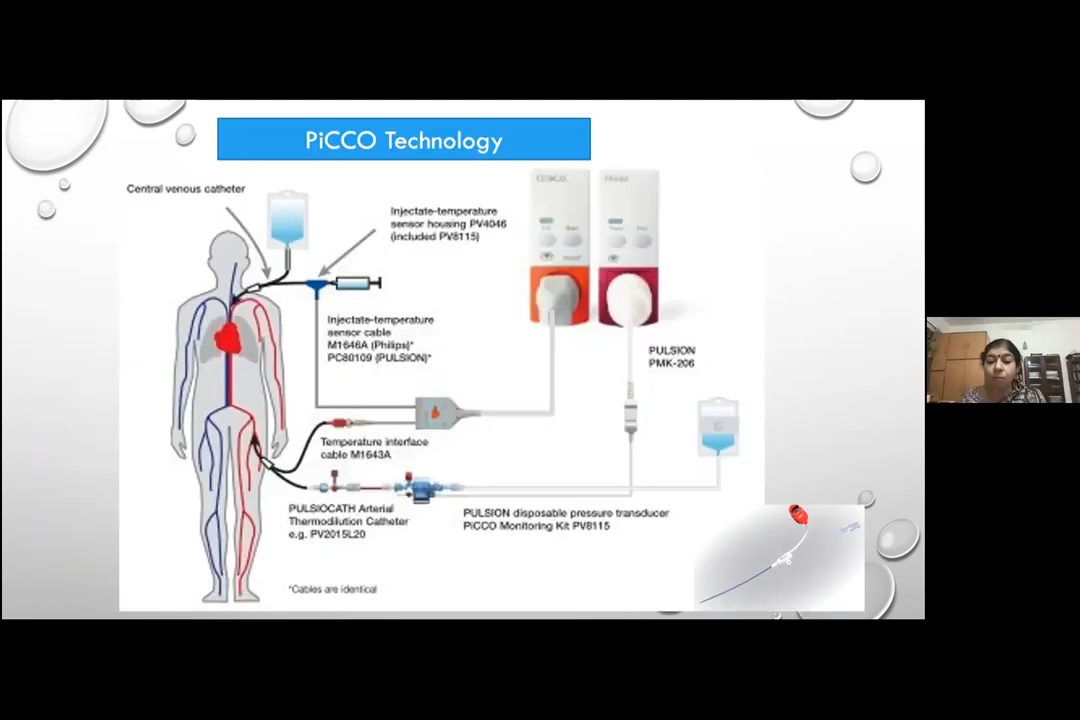 PiCCO Technology
Central venous catheter
Injectate-temperature
sensor housing PV4046
(included PV8115)
Injectate-temperature
sensor cable
M1646A (Philips)*
PC80109 (PULSION)*
PULSION
PMK-206
Temperature interface
cable M1643A
PULSIOCATH Arterial
Thermodilution Catheter
e.g. PV2015L20
PULSION disposable pressure transducer
PiCCO Monitoring Kit PV8115
*Cables are identical